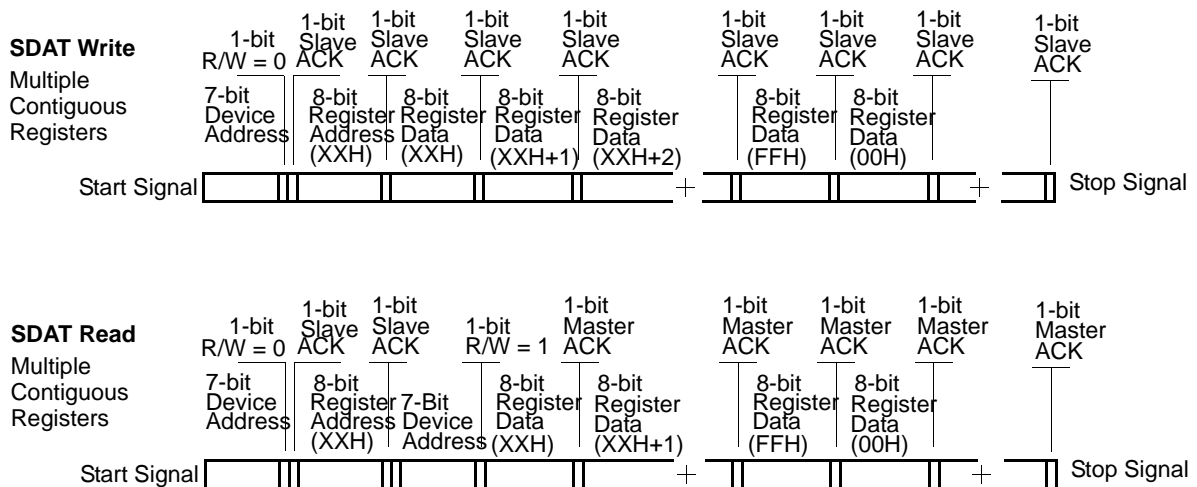 SDAT Write
Multiple
Contiguous
Registers
1-bit
R/W = 0
1-bit
Slave
ACK
1-bit
Slave
ACK
1-bit
Slave
ACK
1-bit
Slave
ACK
1-bit
Slave
ACK
1-bit
Slave
ACK
1-bit
Slave
ACK
1-bit
Slave
ACK
7-bit
Device
Address
8-bit
Register
Address
(XXH)
8-bit
Register
Data
(XXH)
8-bit
Register
Data
(XXH+1)
8-bit
Register
Data
(XXH+2)
8-bit
Register
Data
(FFH)
8-bit
Register
Data
(00H)
Start Signal
+
+
Stop Signal
SDAT Read
Multiple
Contiguous
Registers
1-bit
R/W = 0
1-bit
Slave
ACK
1-bit
Slave
ACK
1-bit
R/W = 1
1-bit
Master
ACK
1-bit
Master
ACK
1-bit
Master
ACK
1-bit
Master
ACK
1-bit
Master
ACK
7-bit
Device
Address
8-bit
Register
Address
(XXH)
7-Bit
Device
Address
8-bit
Register
Data
(XXH)
8-bit
Register
Data
(XXH+1)
8-bit
Register
Data
(FFH)
8-bit
Register
Data
(00H)
Start Signal
+
+
Stop Signal